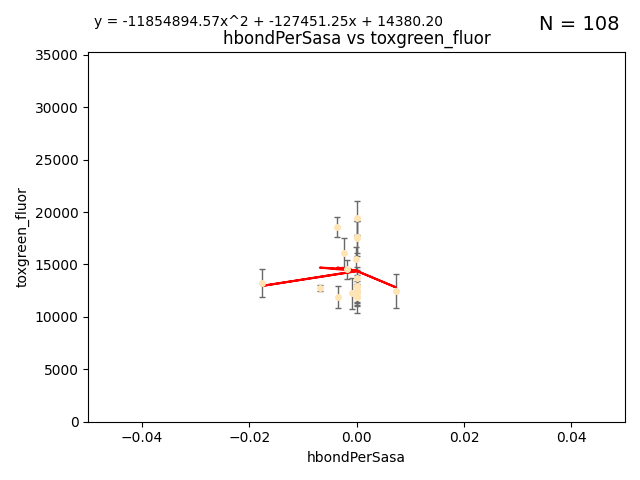 y = -11854894.57x^2 + -127451.25x + 14380.20
N = 108
hbondPerSasa vs toxgreen_fluor
35000
30000
25000
20000
15000
10000
5000
0
toxgreen_fluor
−0.04
−0.02
0.00
0.02
0.04
hbondPerSasa